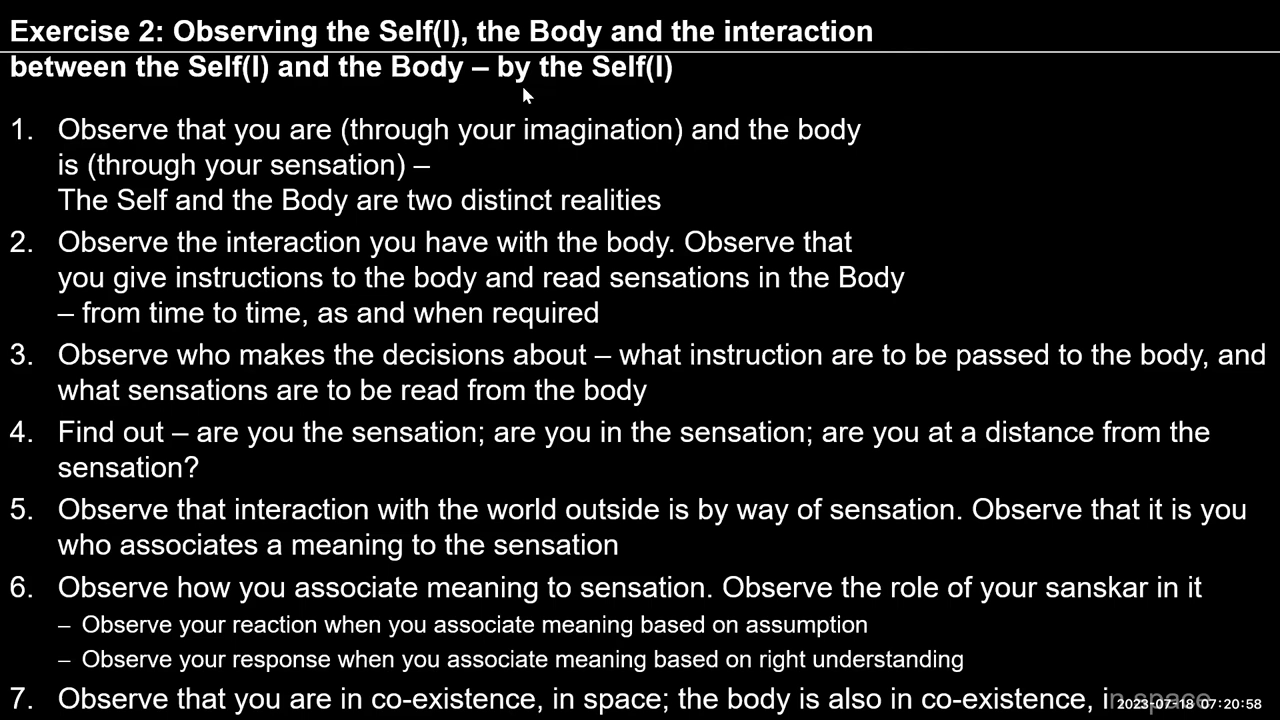 Exercise 2: Observing the Self(I), the Body and the interaction
between the Self(I) and the Body – by the Self(I)
1. Observe that you are (through your imagination) and the body
is (through your sensation) –
The Self and the Body are two distinct realities
2. Observe the interaction you have with the body. Observe that
you give instructions to the body and read sensations in the Body
– from time to time, as and when required
3. Observe who makes the decisions about – what instruction are to be passed to the body, and
what sensations are to be read from the body
4. Find out – are you the sensation; are you in the sensation; are you at a distance from the
sensation?
5. Observe that interaction with the world outside is by way of sensation. Observe that it is you
who associates a meaning to the sensation
6. Observe how you associate meaning to sensation. Observe the role of your sanskar in it
– Observe your reaction when you associate meaning based on assumption
– Observe your response when you associate meaning based on right understanding
7. Observe that you are in co-existence, in space; the body is also in co-existence, in space
2023-07-18 07:20:58